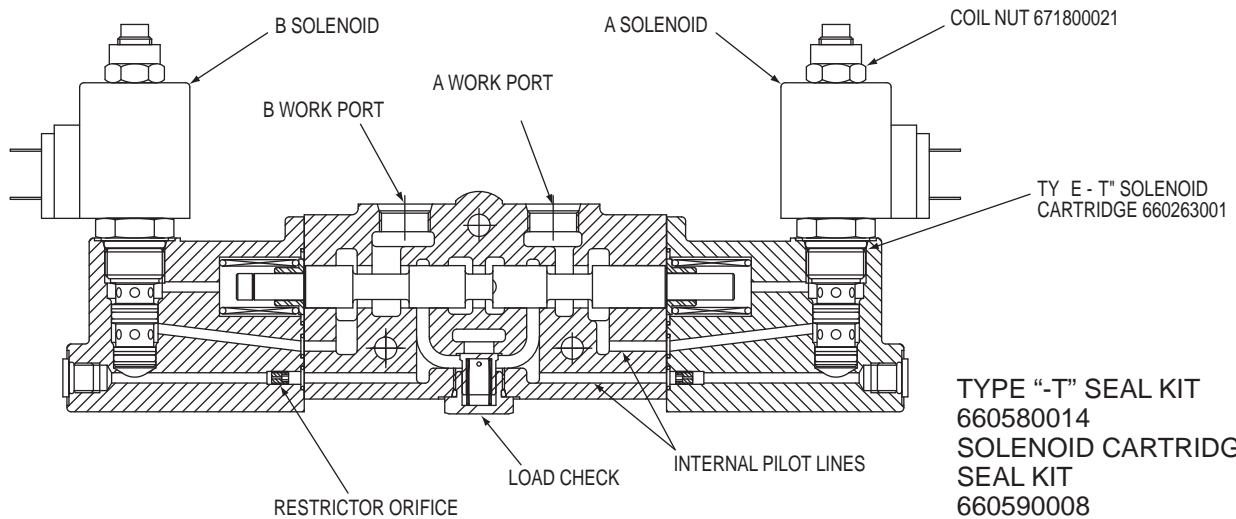 B SOLENOID
A SOLENOID
COIL NUT 671800021
A WORK PORT
B WORK PORT
TY E - T" SOLENOID
CARTRIDGE 660263001
LOAD CHECK
INTERNAL PILOT LINES
RESTRICTOR ORIFICE
TYPE “-T” SEAL KIT
660580014
SOLENOID CARTRIDG
SEAL KIT
660590008